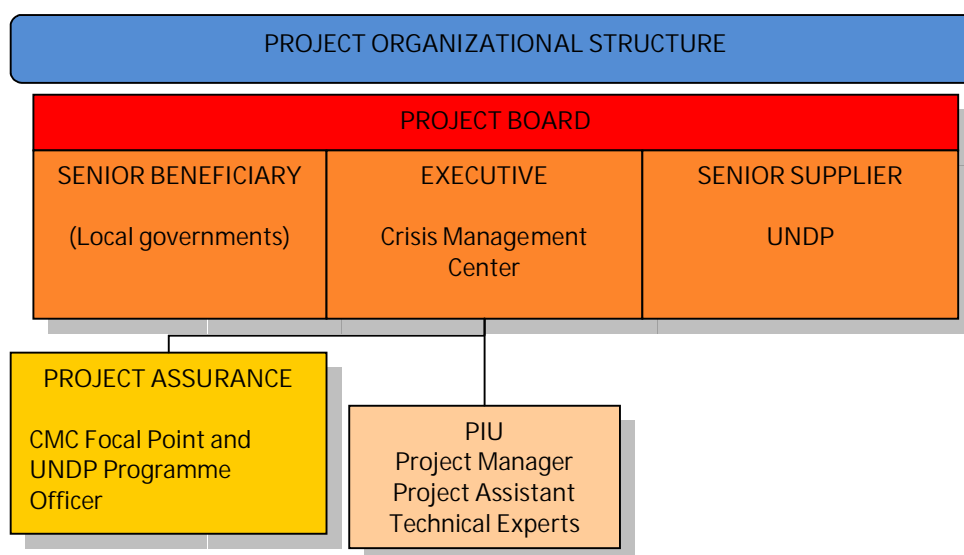 PROJECT ORGANIZATIONAL STRUCTURE
PROJECT BOARD
SENIOR BENEFICIARY
(Local governments)
EXECUTIVE
Crisis Management
Center
SENIOR SUPPLIER
UNDP
PROJECT ASSURANCE
CMC Focal Point and
UNDP Programme
Officer
PIU
Project Manager
Project Assistant
Technical Experts